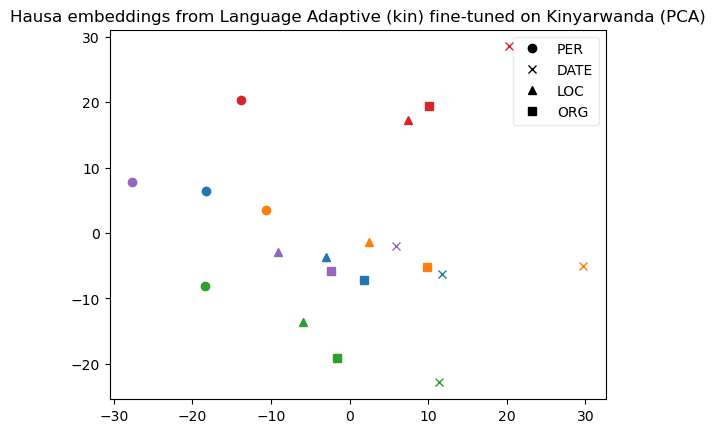 Hausa embeddings from Language Adaptive (kin) fine-tuned on Kinyarwanda (PCA)
30
20
10
0
−10
−20
−30
−20
−10
0
10
20
30
PER
DATE
LOC
ORG